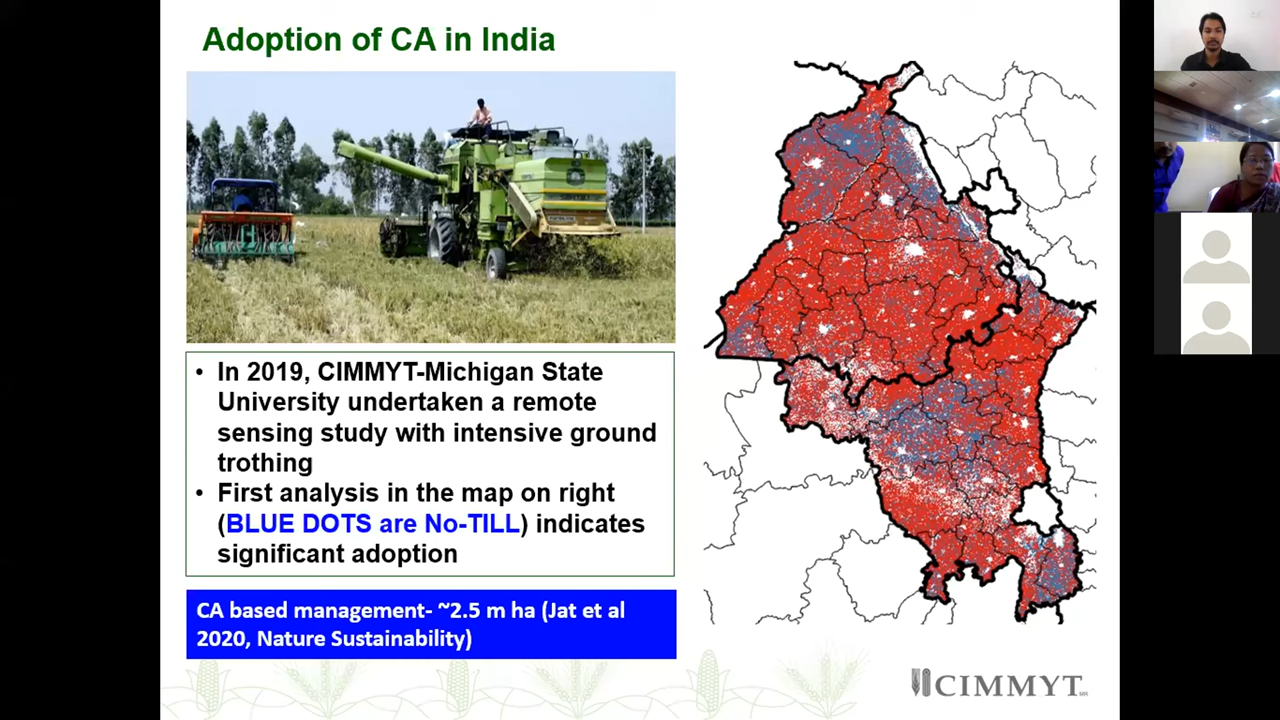 Adoption of CA in India
• In 2019, CIMMYT-Michigan State
University undertaken a remote
sensing study with intensive ground
trothing
• First analysis in the map on right
(BLUE DOTS are No-TILL) indicates
significant adoption
CA based management- ~2.5 m ha (Jat et al
2020, Nature Sustainability)
CIMMYT